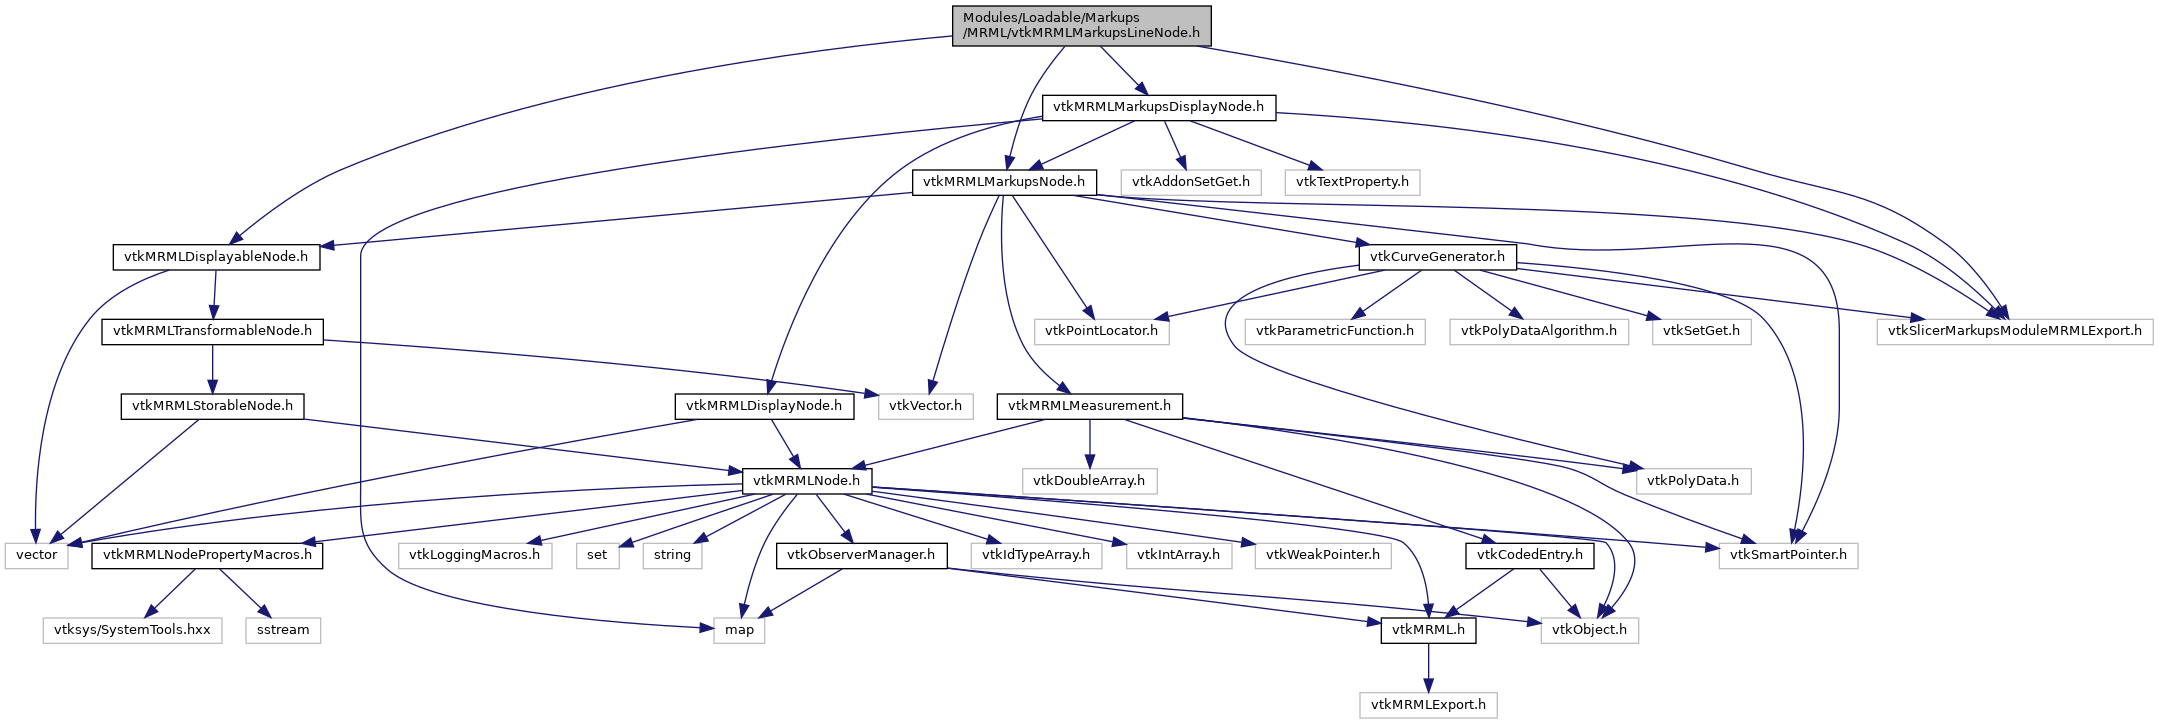 Modules/Loadable/Markups
/MRML/vtkMRMLMarkupsLineNode.h
vtkMRMLMarkupsDisplayNode.h
vtkMRMLMarkupsNode.h
vtkAddonSetGet.h
vtkTextProperty.h
vtkMRMLDisplayableNode.h
vtkCurveGenerator.h
vtkMRMLTransformableNode.h
vtkPointLocator.h
vtkParametricFunction.h
vtkPolyDataAlgorithm.h
vtkSetGet.h
vtkSlicerMarkupsModuleMRMLExport.h
vtkMRMLStorableNode.h
vtkMRMLDisplayNode.h
vtkVector.h
vtkMRMLMeasurement.h
vtkMRMLNode.h
vtkDoubleArray.h
vtkPolyData.h
vector
vtkMRMLNodePropertyMacros.h
vtkLoggingMacros.h
set
string
vtkObserverManager.h
vtkIdTypeArray.h
vtkIntArray.h
vtkWeakPointer.h
vtkCodedEntry.h
vtkSmartPointer.h
vtksys/SystemTools.hxx
sstream
map
vtkMRML.h
vtkObject.h
vtkMRMLExport.h